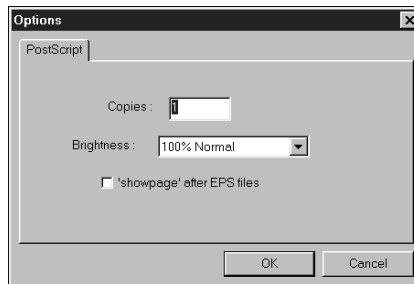 Options
PostScript
Copies : 1
Brightness : 100% Normal
'showpage' after EPS files
OK Cancel